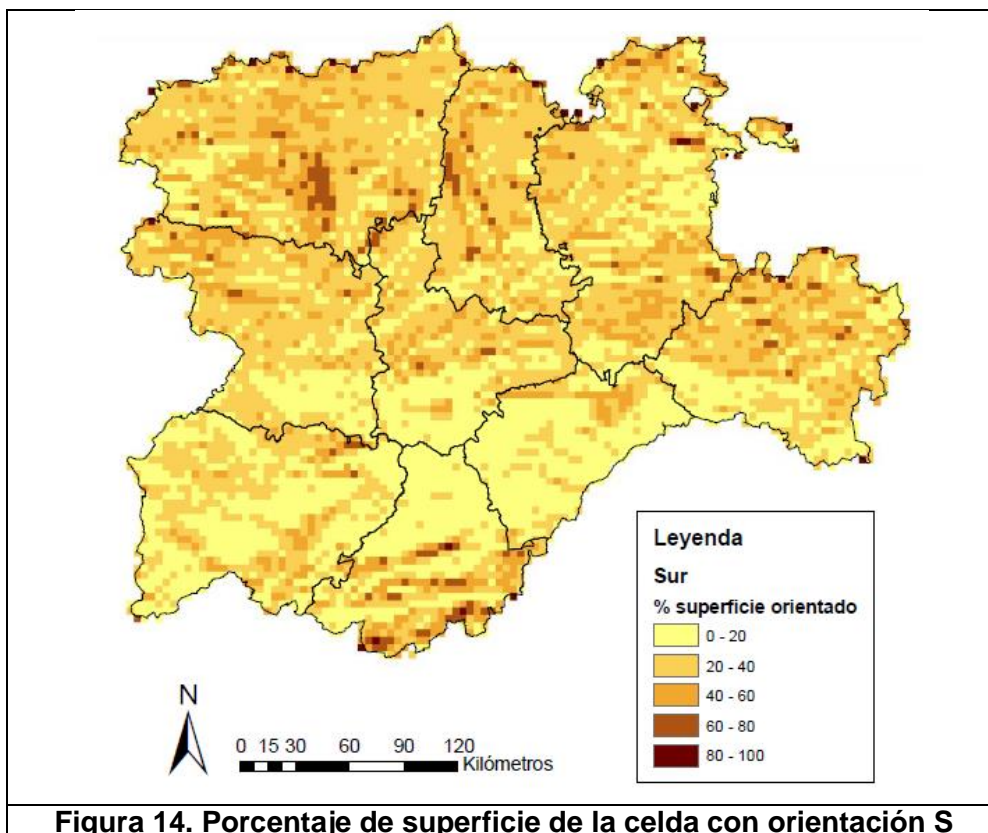 Leyenda
Sur
% superficie orientado
0 - 20
20 - 40
40 - 60
60 - 80
80 - 100
N
0 15 30 60 90 120
Kilómetros
Figura 14. Porcentaje de superficie de la celda con orientación S